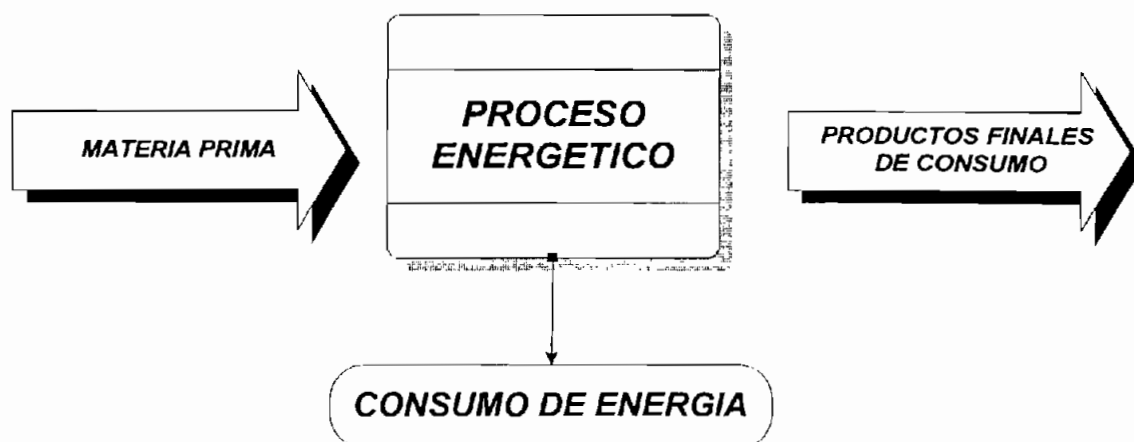 MATERIA PRIMA
PROCESO
ENERGETICO
PRODUCTOS FINALES
DE CONSUMO
CONSUMO DE ENERGIA